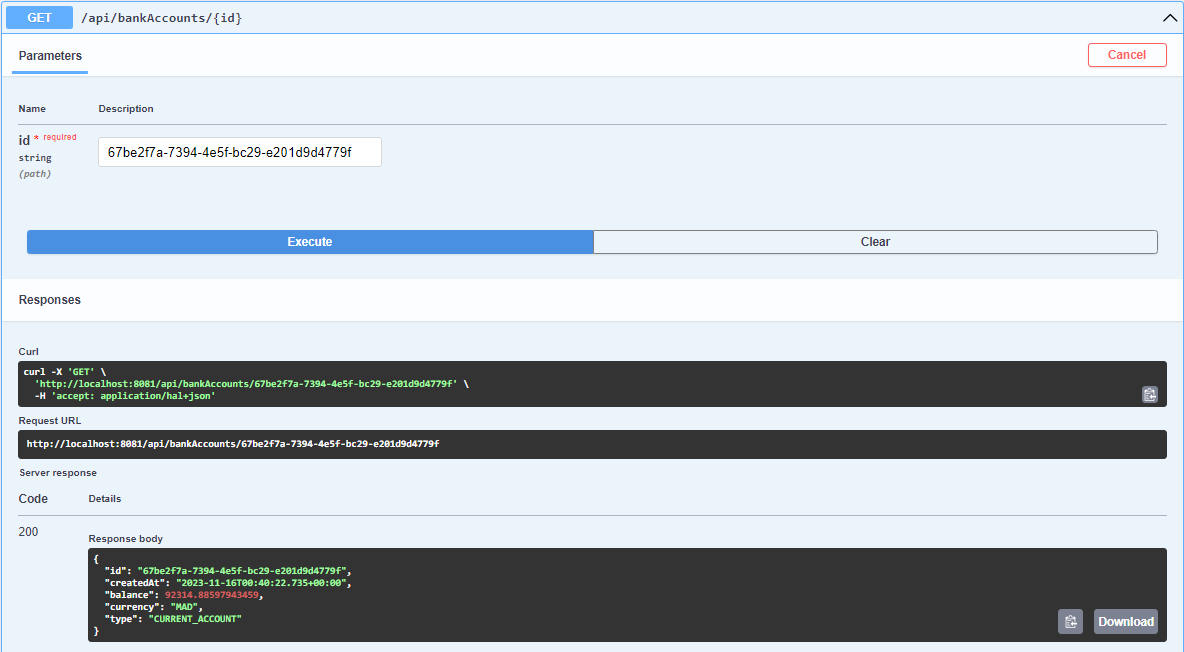 GET /api/bankAccounts/{id}
Parameters Cancel
Name Description
id * required
string
(path)
67be2f7a-7394-4e5f-bc29-e201d9d4779f
Execute Clear
Responses
Curl
curl -X 'GET' \
'http://localhost:8081/api/bankAccounts/67be2f7a-7394-4e5f-bc29-e201d9d4779f' \
-H 'accept: application/hal+json'
Request URL
http://localhost:8081/api/bankAccounts/67be2f7a-7394-4e5f-bc29-e201d9d4779f
Server response
Code Details
200
Response body
{
"id": "67be2f7a-7394-4e5f-bc29-e201d9d4779f",
"createdAt": "2023-11-16T00:40:22.735+00:00",
"balance": 92314.88597943459,
"currency": "MAD",
"type": "CURRENT_ACCOUNT"
}
Download